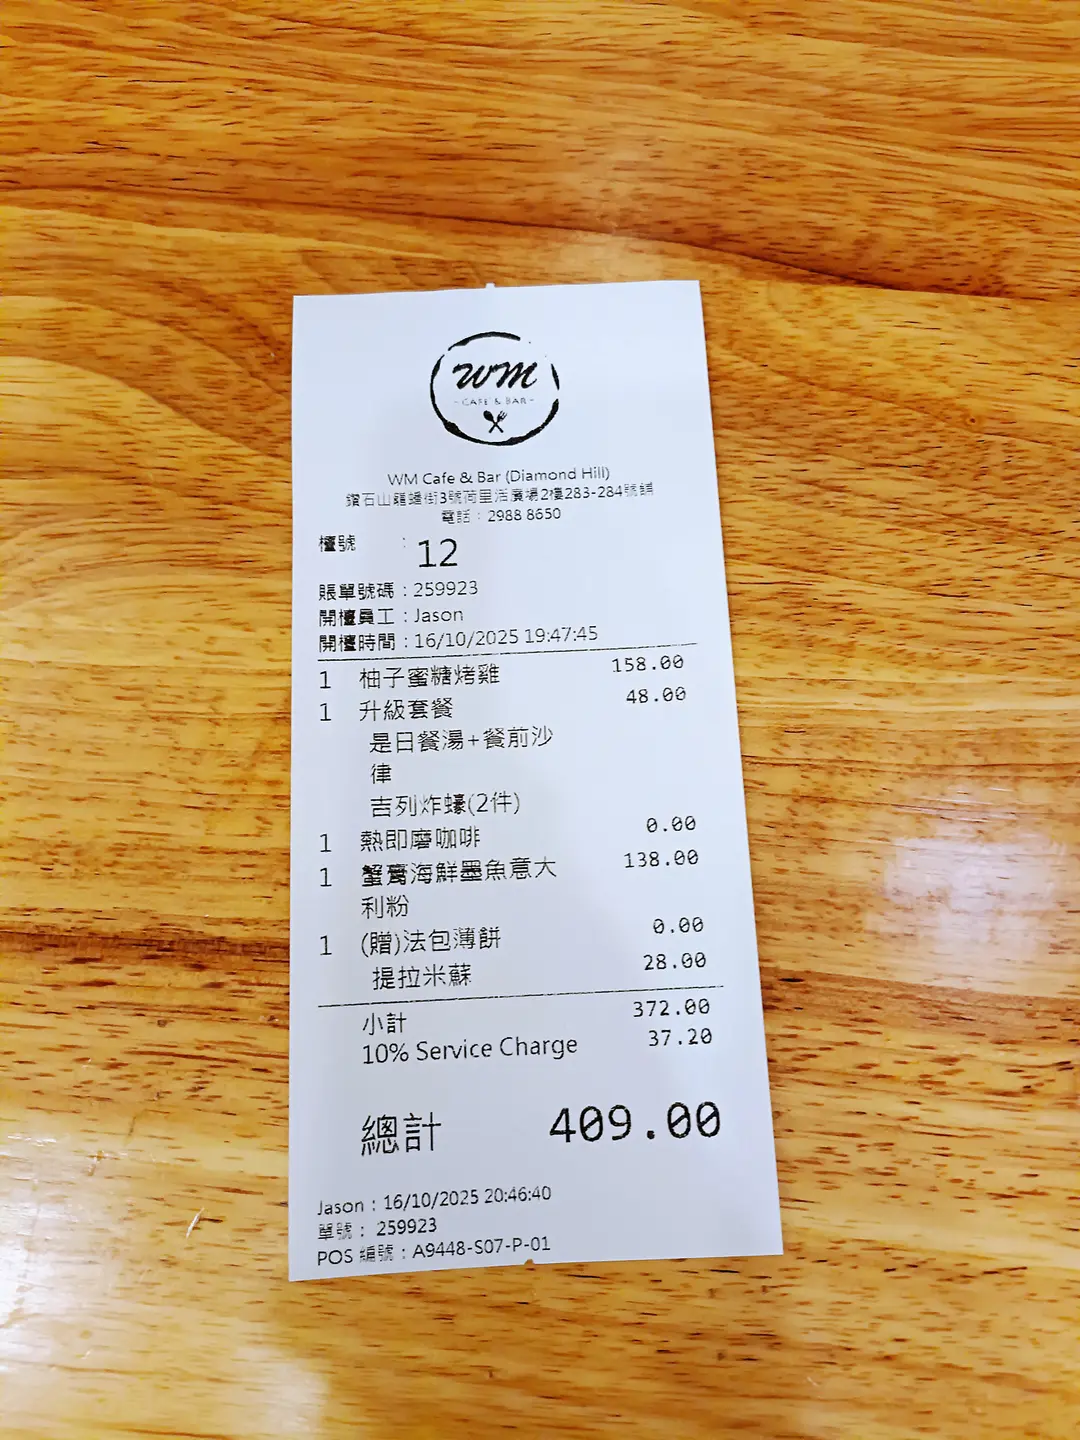 WM
- CAFE & BAR -
WM Cafe & Bar (Diamond Hill)
鑽石山龍蟠街3號荷里活廣場2樓283-284號舖
電話：2988 8650
檯號 : 12
賬單號碼：259923
開檯員工：Jason
開檯時間：16/10/2025 19:47:45
1 柚子蜜糖烤雞 158.00
1 升級套餐 48.00
是日餐湯+餐前沙
律
吉列炸蠔(2件)
1 熱即磨咖啡 0.00
1 蟹膏海鮮墨魚意大 138.00
利粉
1 (贈)法包薄餅 0.00
提拉米蘇 28.00
小計 372.00
10% Service Charge 37.20
總計 409.00
Jason : 16/10/2025 20:46:40
單號： 259923
POS 編號：A9448-S07-P-01